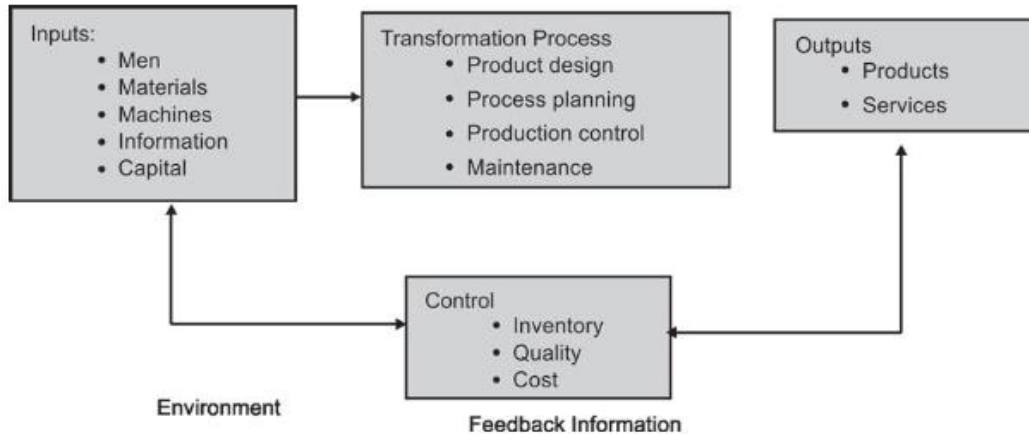 Inputs:
• Men
• Materials
• Machines
• Information
• Capital
Transformation Process
• Product design
• Process planning
• Production control
• Maintenance
Outputs
• Products
• Services
Control
• Inventory
• Quality
• Cost
Environment
Feedback Information